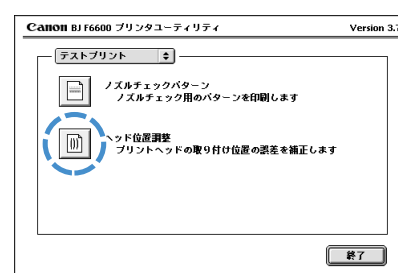 Canon BJ F6600 プリンタユーティリティ Version 3.7
テストプリント
ノズルチェックパターン
ノズルチェック用のパターンを印刷します
ヘッド位置調整
プリントヘッドの取り付け位置の誤差を補正します
終了